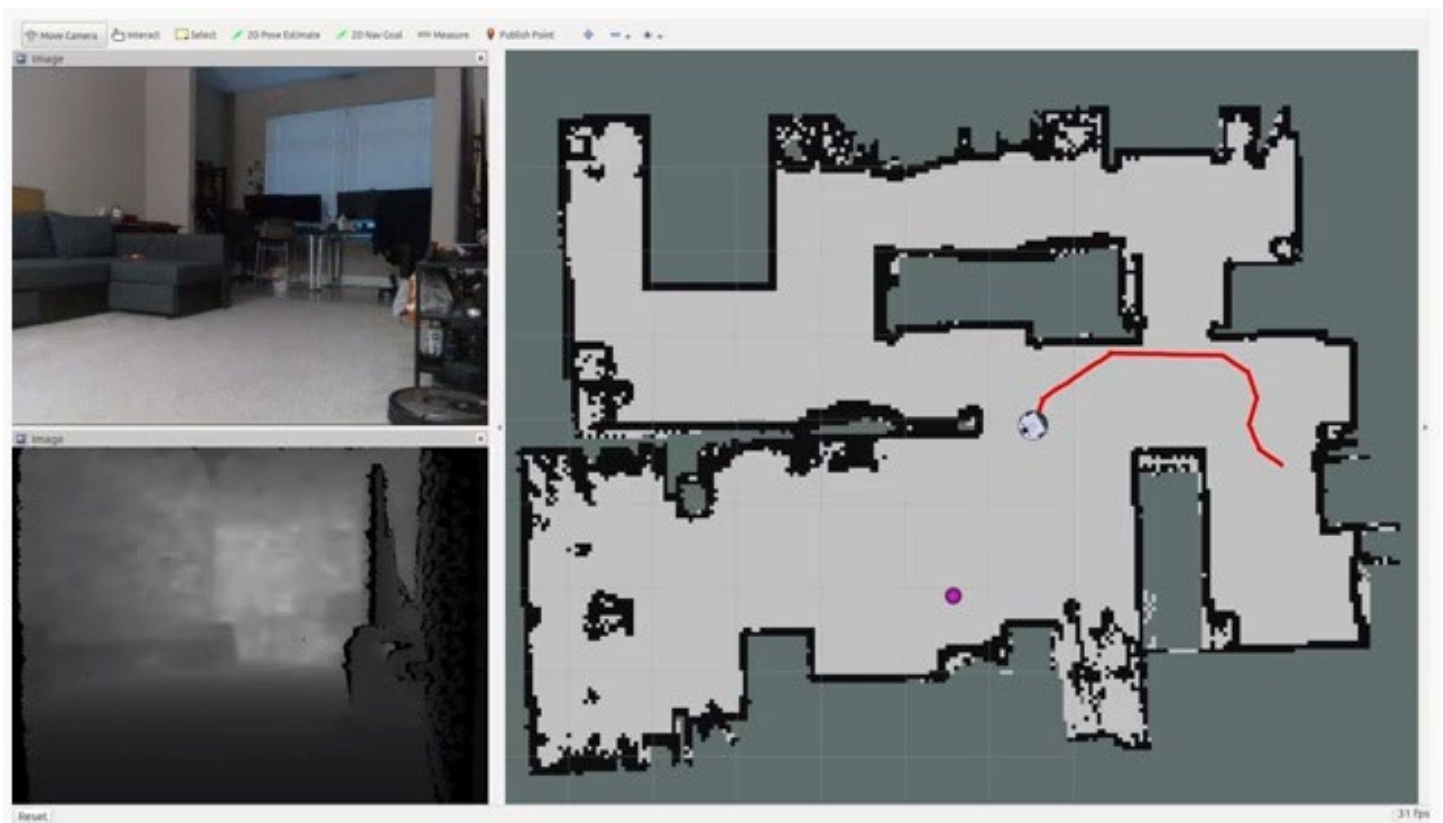 Move Camera Interact Select 2D Pose Estimate 2D Nav Goal Measure Publish Point
Image
Image
Reset
31 fps